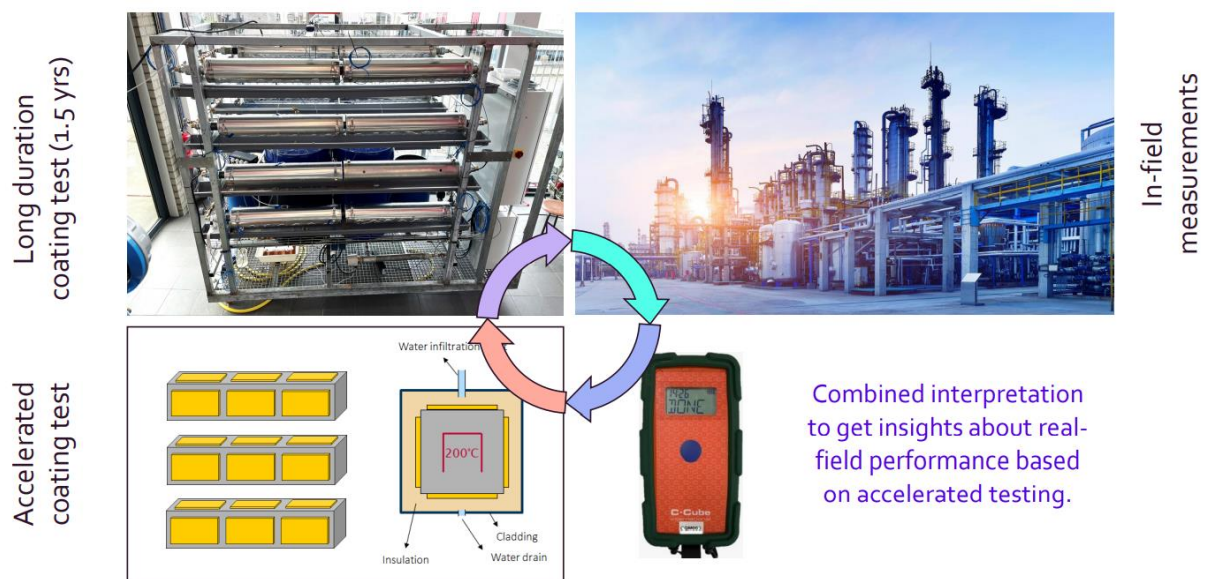 Long duration
coating test (1.5 yrs)
In-field
measurements
Accelerated
coating test
Water infiltration
200°C
Cladding
Water drain
Insulation
DONE
C-Cube
Combined interpretation
to get insights about real-
field performance based
on accelerated testing.